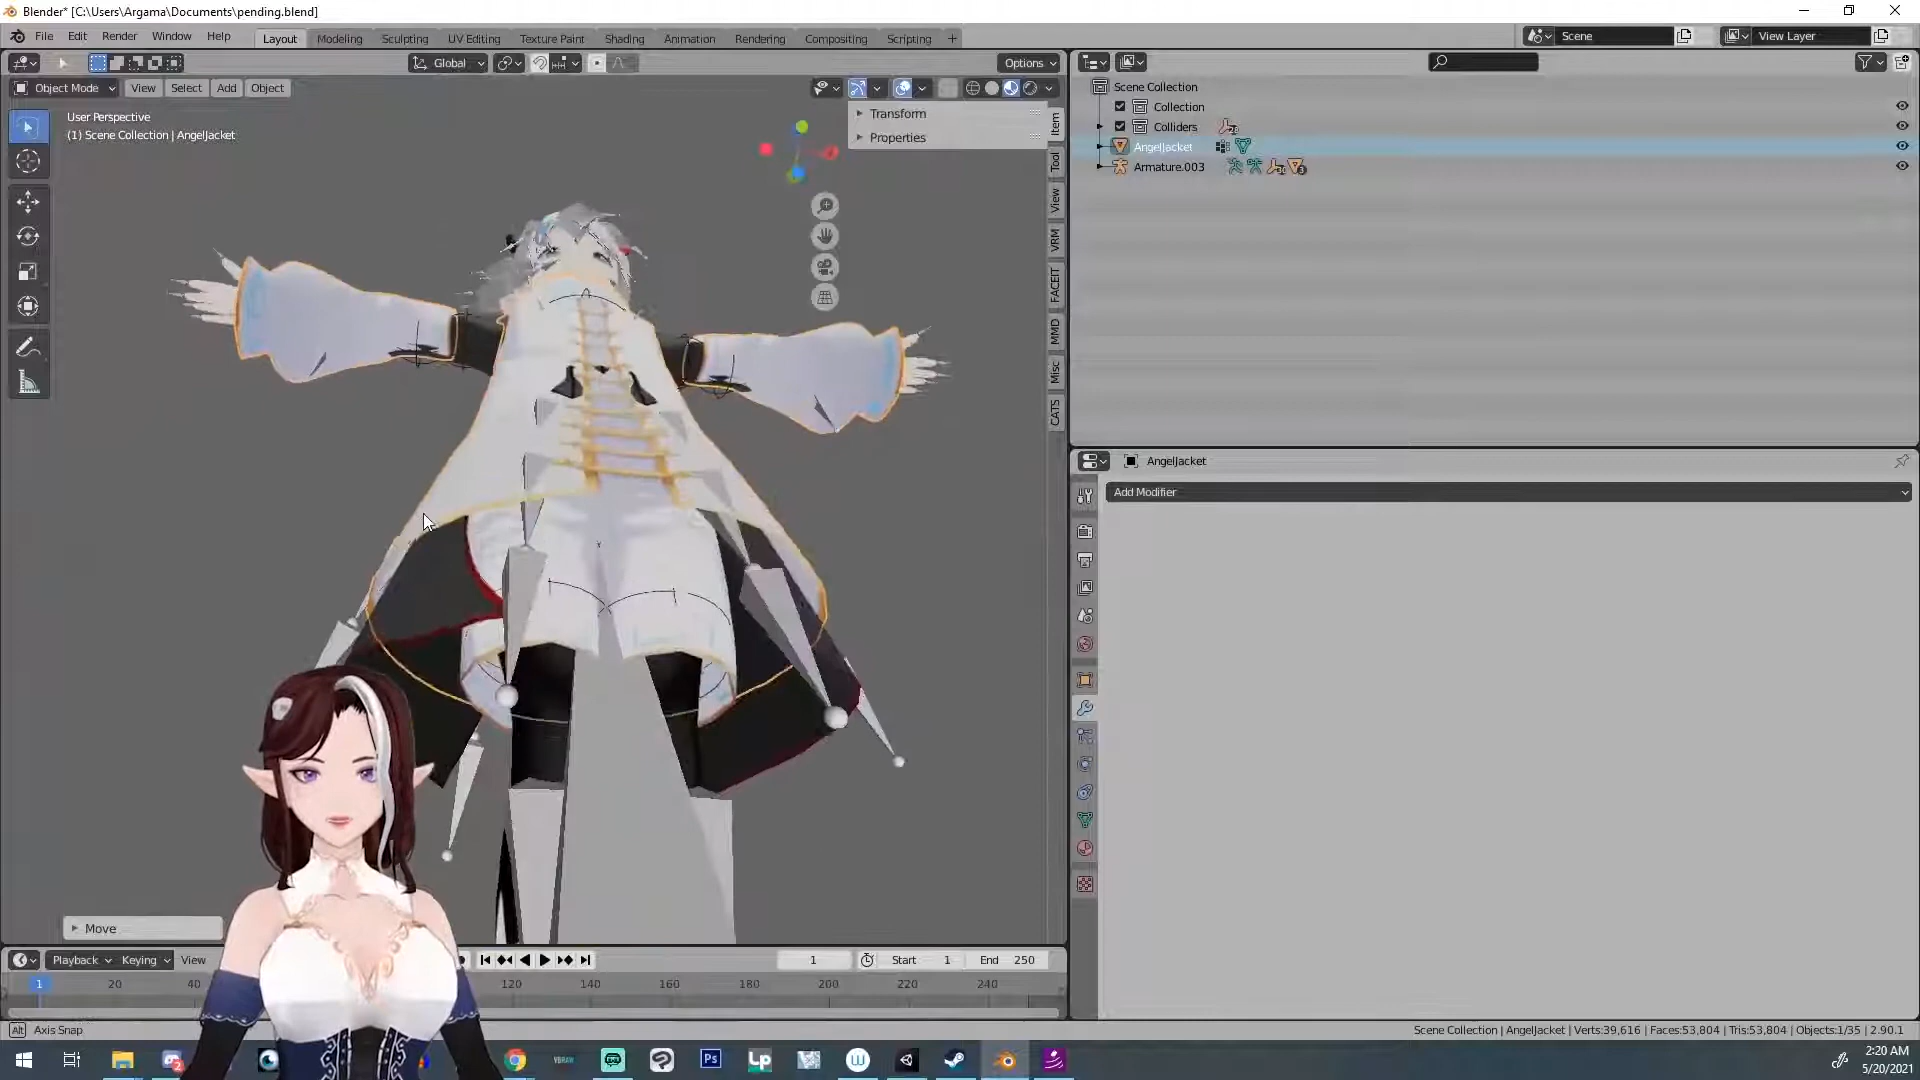 Blender* [C:\Users\Argama\Documents\pending.blend]
File Edit Render Window Help
Layout Modeling Sculpting UV Editing Texture Paint Shading Animation Rendering Compositing Scripting +
Scene
View Layer
Global
Options
Object Mode View Select Add Object
User Perspective
(1) Scene Collection | AngelJacket
Transform
Properties
Item
Tool
View
VRM
FACEIT
MMD
Misc
CATS
Scene Collection
Collection
Colliders
AngelJacket
Armature.003
AngelJacket
Add Modifier
Move
Playback Keying View
1
Start 1
End 250
1 20 40 120 140 160 180 200 220 240
Alt Axis Snap
Scene Collection | AngelJacket | Verts:39,616 | Faces:53,804 | Tris:53,804 | Objects:1/35 | 2.90.1
2
VBRAW
Ps
Lp
W
2:20 AM
5/20/2021